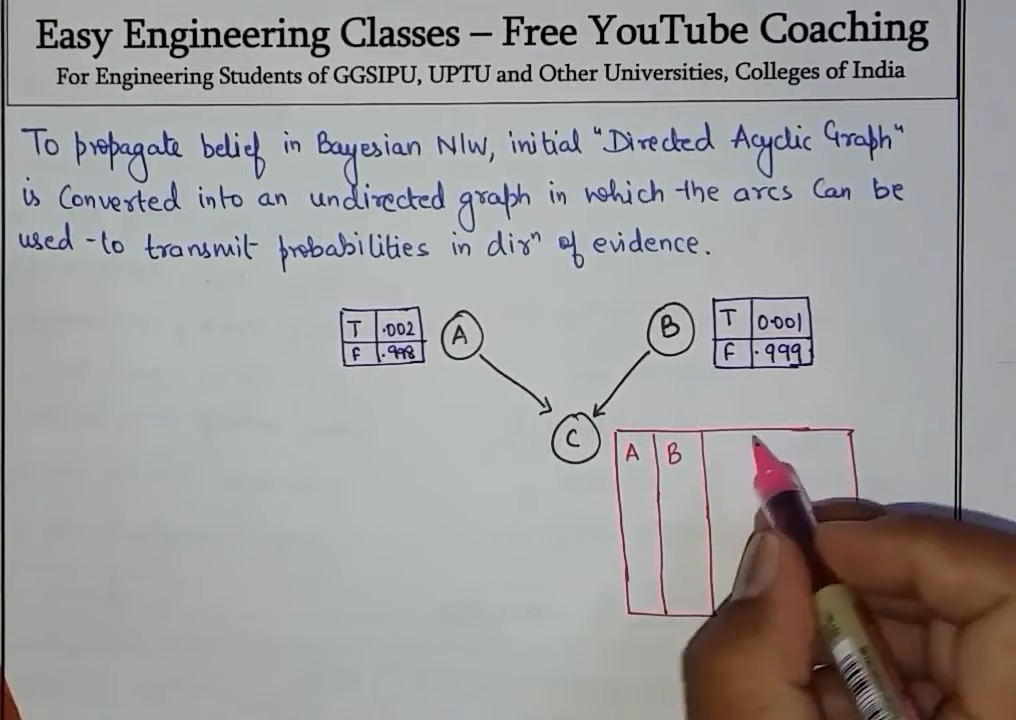 Easy Engineering Classes – Free YouTube Coaching
For Engineering Students of GGSIPU, UPTU and Other Universities, Colleges of India
To propagate belief in Bayesian N/W, initial "Directed Acyclic Graph"
is Converted into an undirected graph in which the arcs Can be
used to transmit probabilities in dirⁿ of evidence.
T .002
F .998
A
B
T 0.001
F .999
C
A B